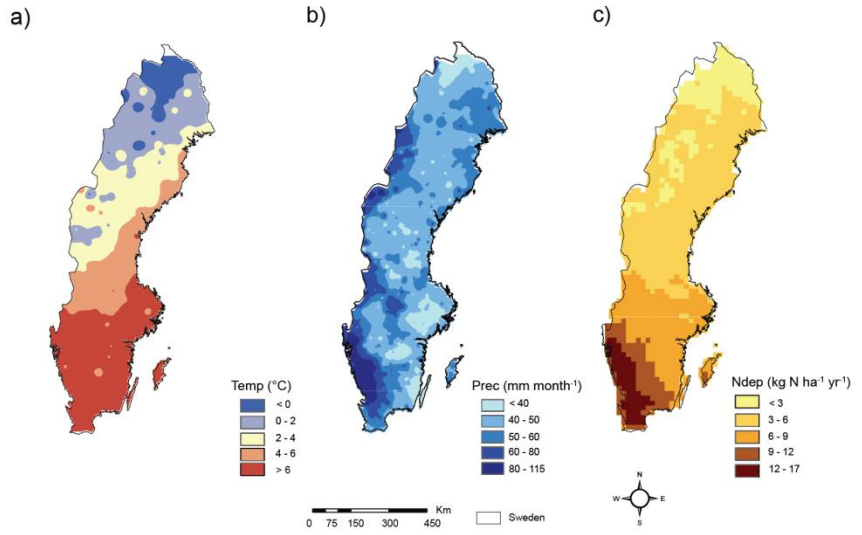 a)
b)
c)
Temp (°C)
< 0
0 - 2
2 - 4
4 - 6
> 6
Prec (mm month-1)
< 40
40 - 50
50 - 60
60 - 80
80 - 115
Ndep (kg N ha-1 yr-1)
< 3
3 - 6
6 - 9
9 - 12
12 - 17
Km
0 75 150 300 450
Sweden
N
W E
S